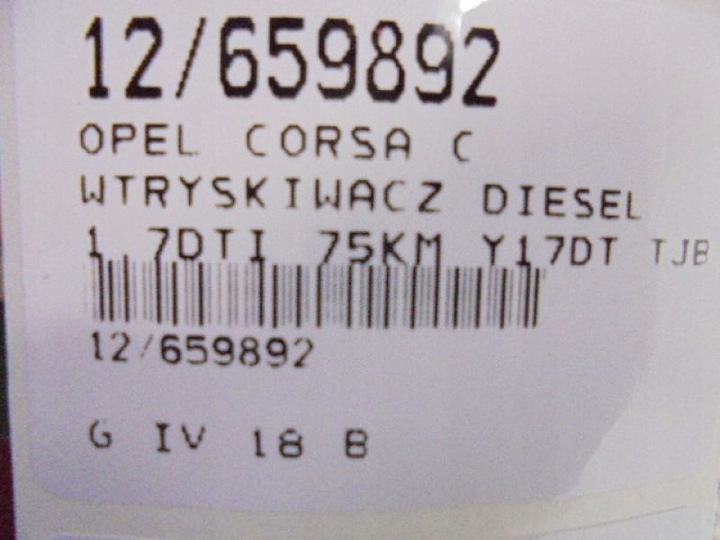 12/659892
OPEL CORSA C
WTRYSKIWACZ DIESEL
1.7DTI 75KM Y17DT TJB
12/659892
G IV 18 B